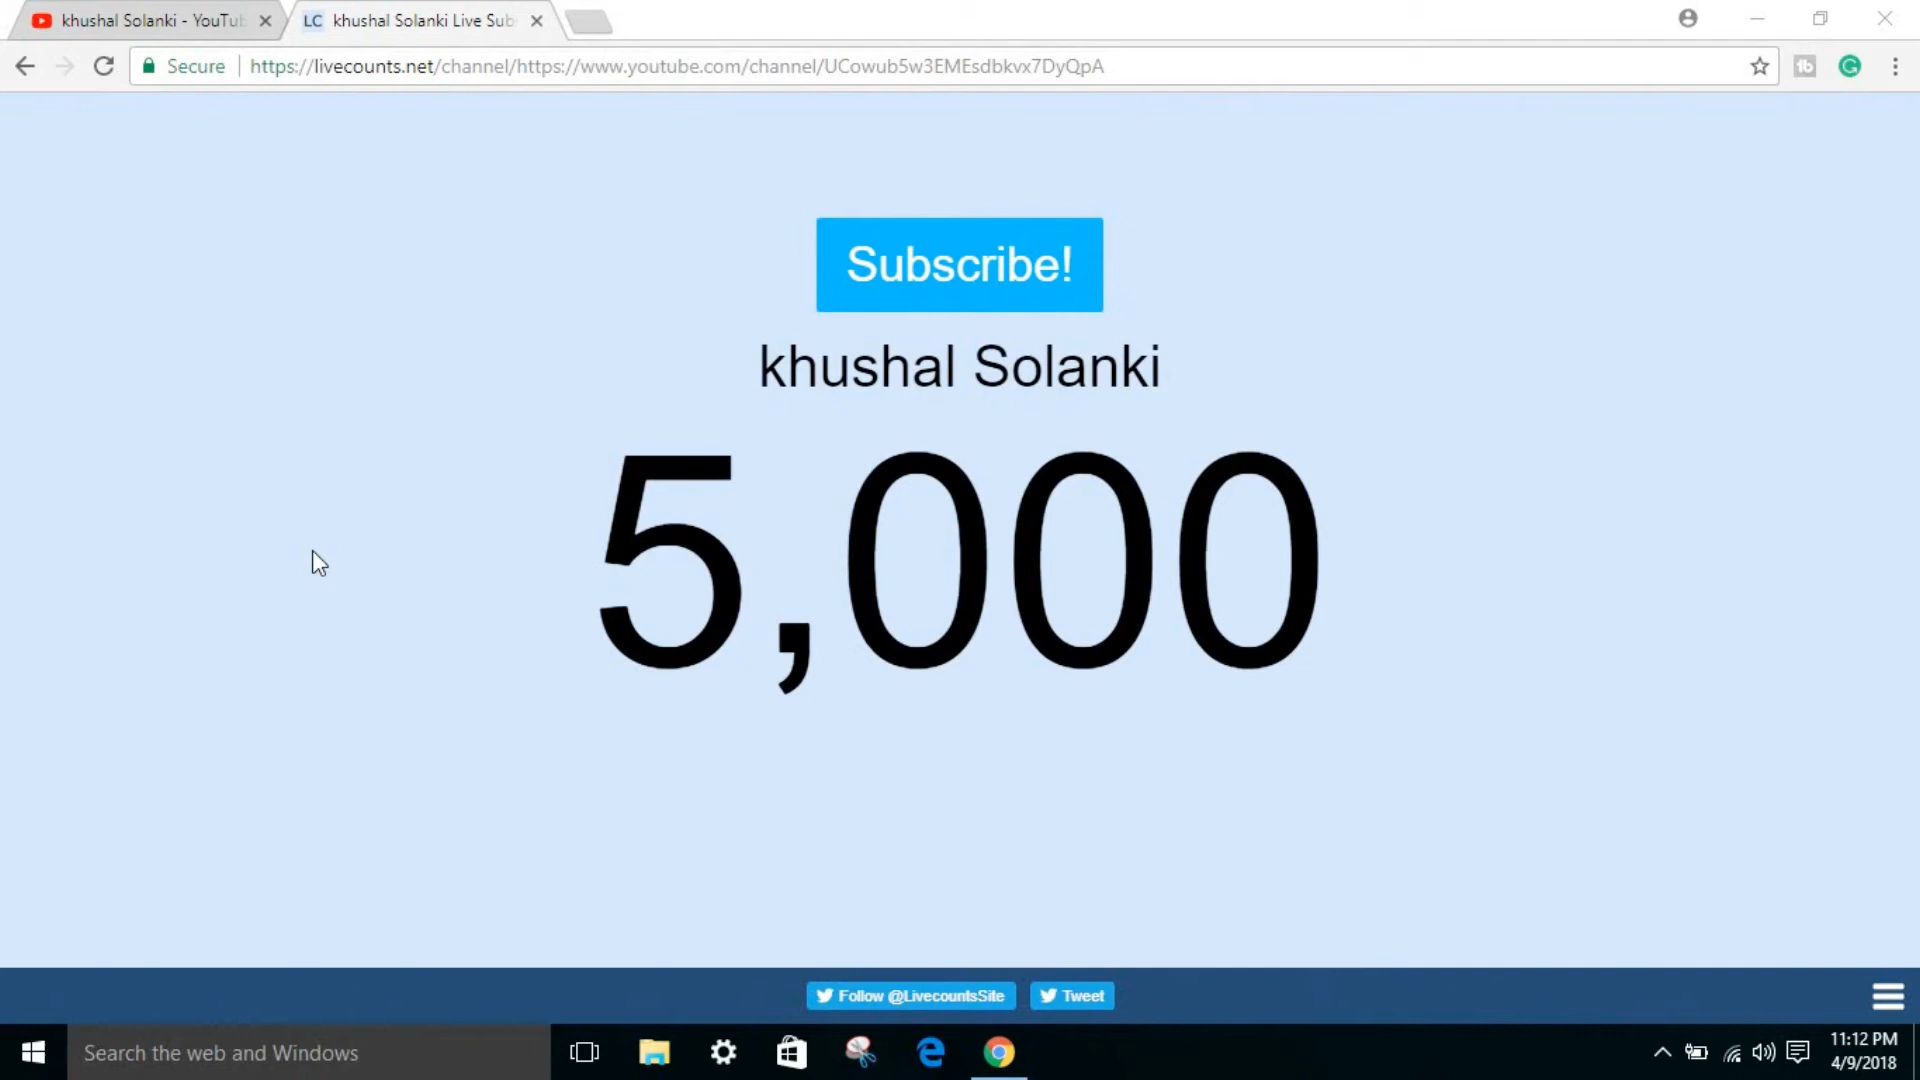 khushal Solanki - YouTub
LC khushal Solanki Live Sub
Secure https://livecounts.net/channel/https://www.youtube.com/channel/UCowub5w3EMEsdbkvx7DyQpA
Subscribe!
khushal Solanki
5,000
Follow @LivecountsSite Tweet
Search the web and Windows
11:12 PM
4/9/2018